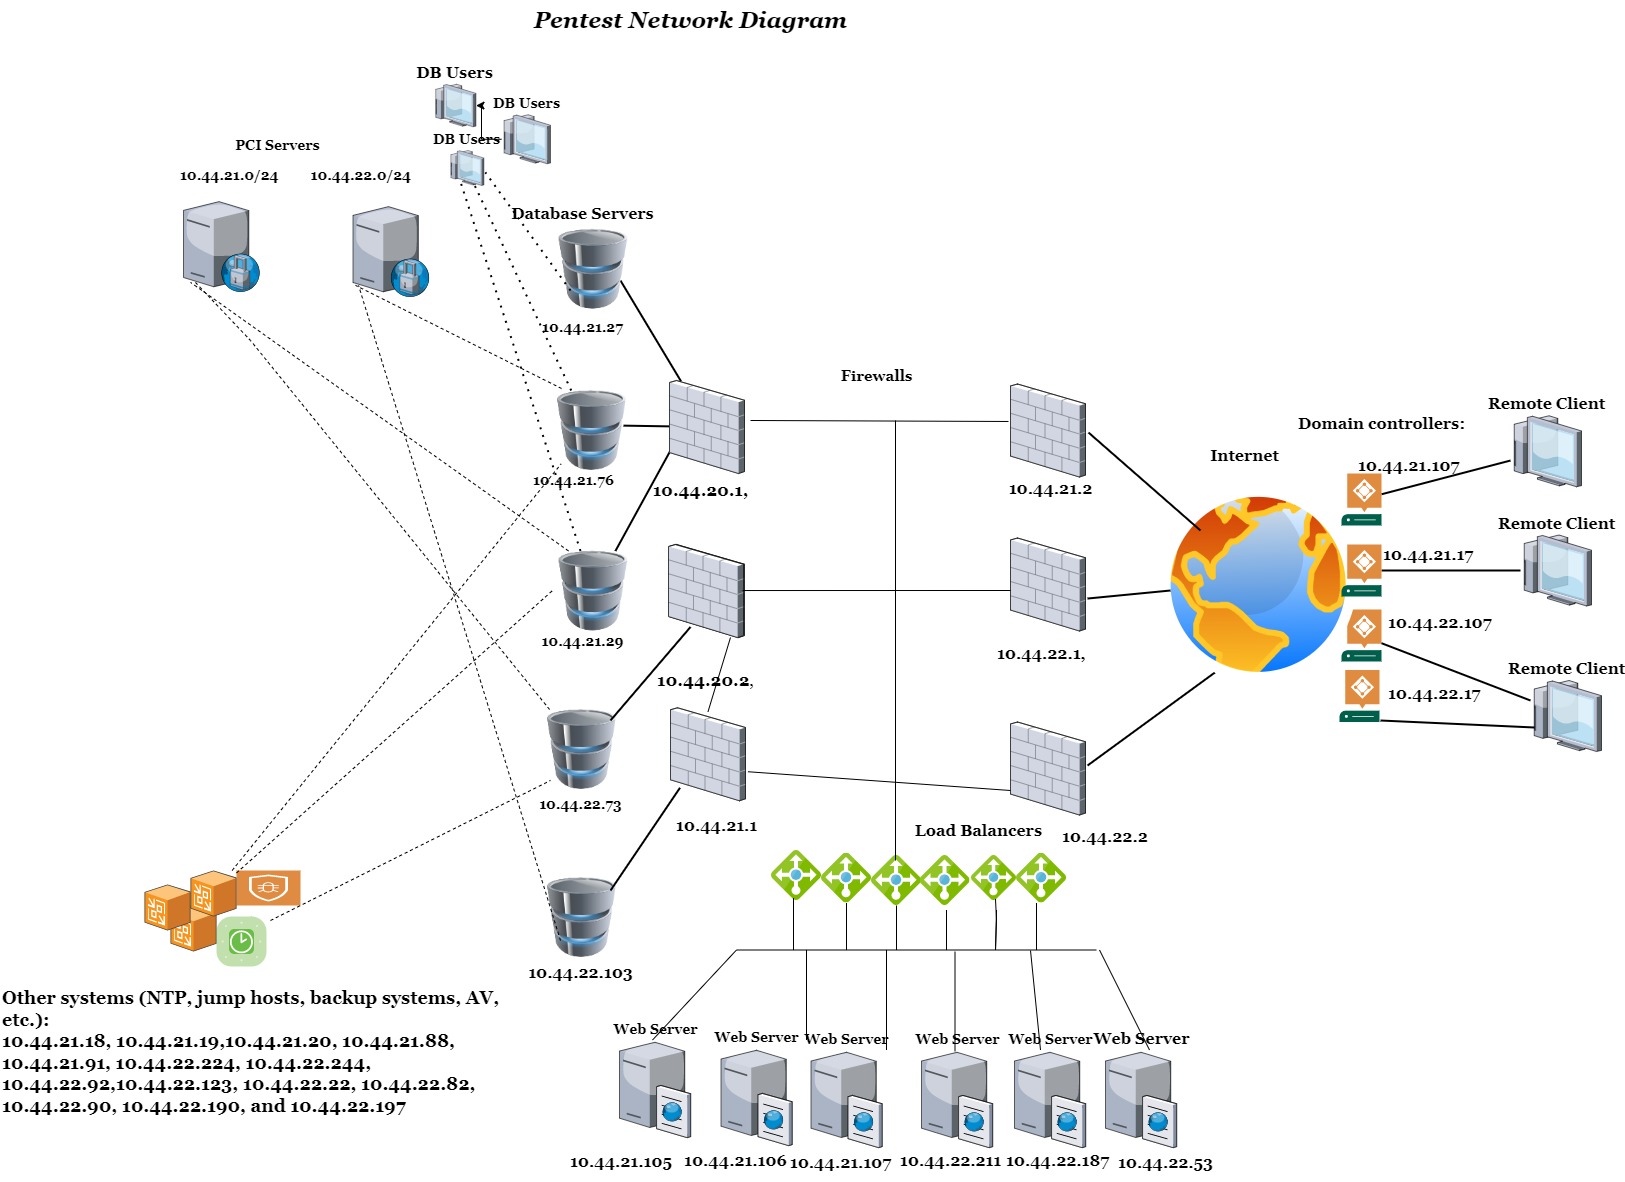 Pentest Network Diagram
DB Users
DB Users
DB Users
PCI Servers
10.44.21.0/24
10.44.22.0/24
Database Servers
10.44.21.27
10.44.21.76
10.44.21.29
10.44.22.73
10.44.22.103
Firewalls
10.44.20.1,
10.44.21.2
10.44.20.2,
10.44.22.1,
10.44.21.1
10.44.22.2
Internet
Domain controllers:
10.44.21.107
10.44.21.17
10.44.22.107
10.44.22.17
Remote Client
Remote Client
Remote Client
Load Balancers
Other systems (NTP, jump hosts, backup systems, AV,
etc.):
10.44.21.18, 10.44.21.19,10.44.21.20, 10.44.21.88,
10.44.21.91, 10.44.22.224, 10.44.22.244,
10.44.22.92,10.44.22.123, 10.44.22.22, 10.44.22.82,
10.44.22.90, 10.44.22.190, and 10.44.22.197
Web Server
Web Server
Web Server
Web Server
Web Server
Web Server
10.44.21.105
10.44.21.106
10.44.21.107
10.44.22.211
10.44.22.187
10.44.22.53